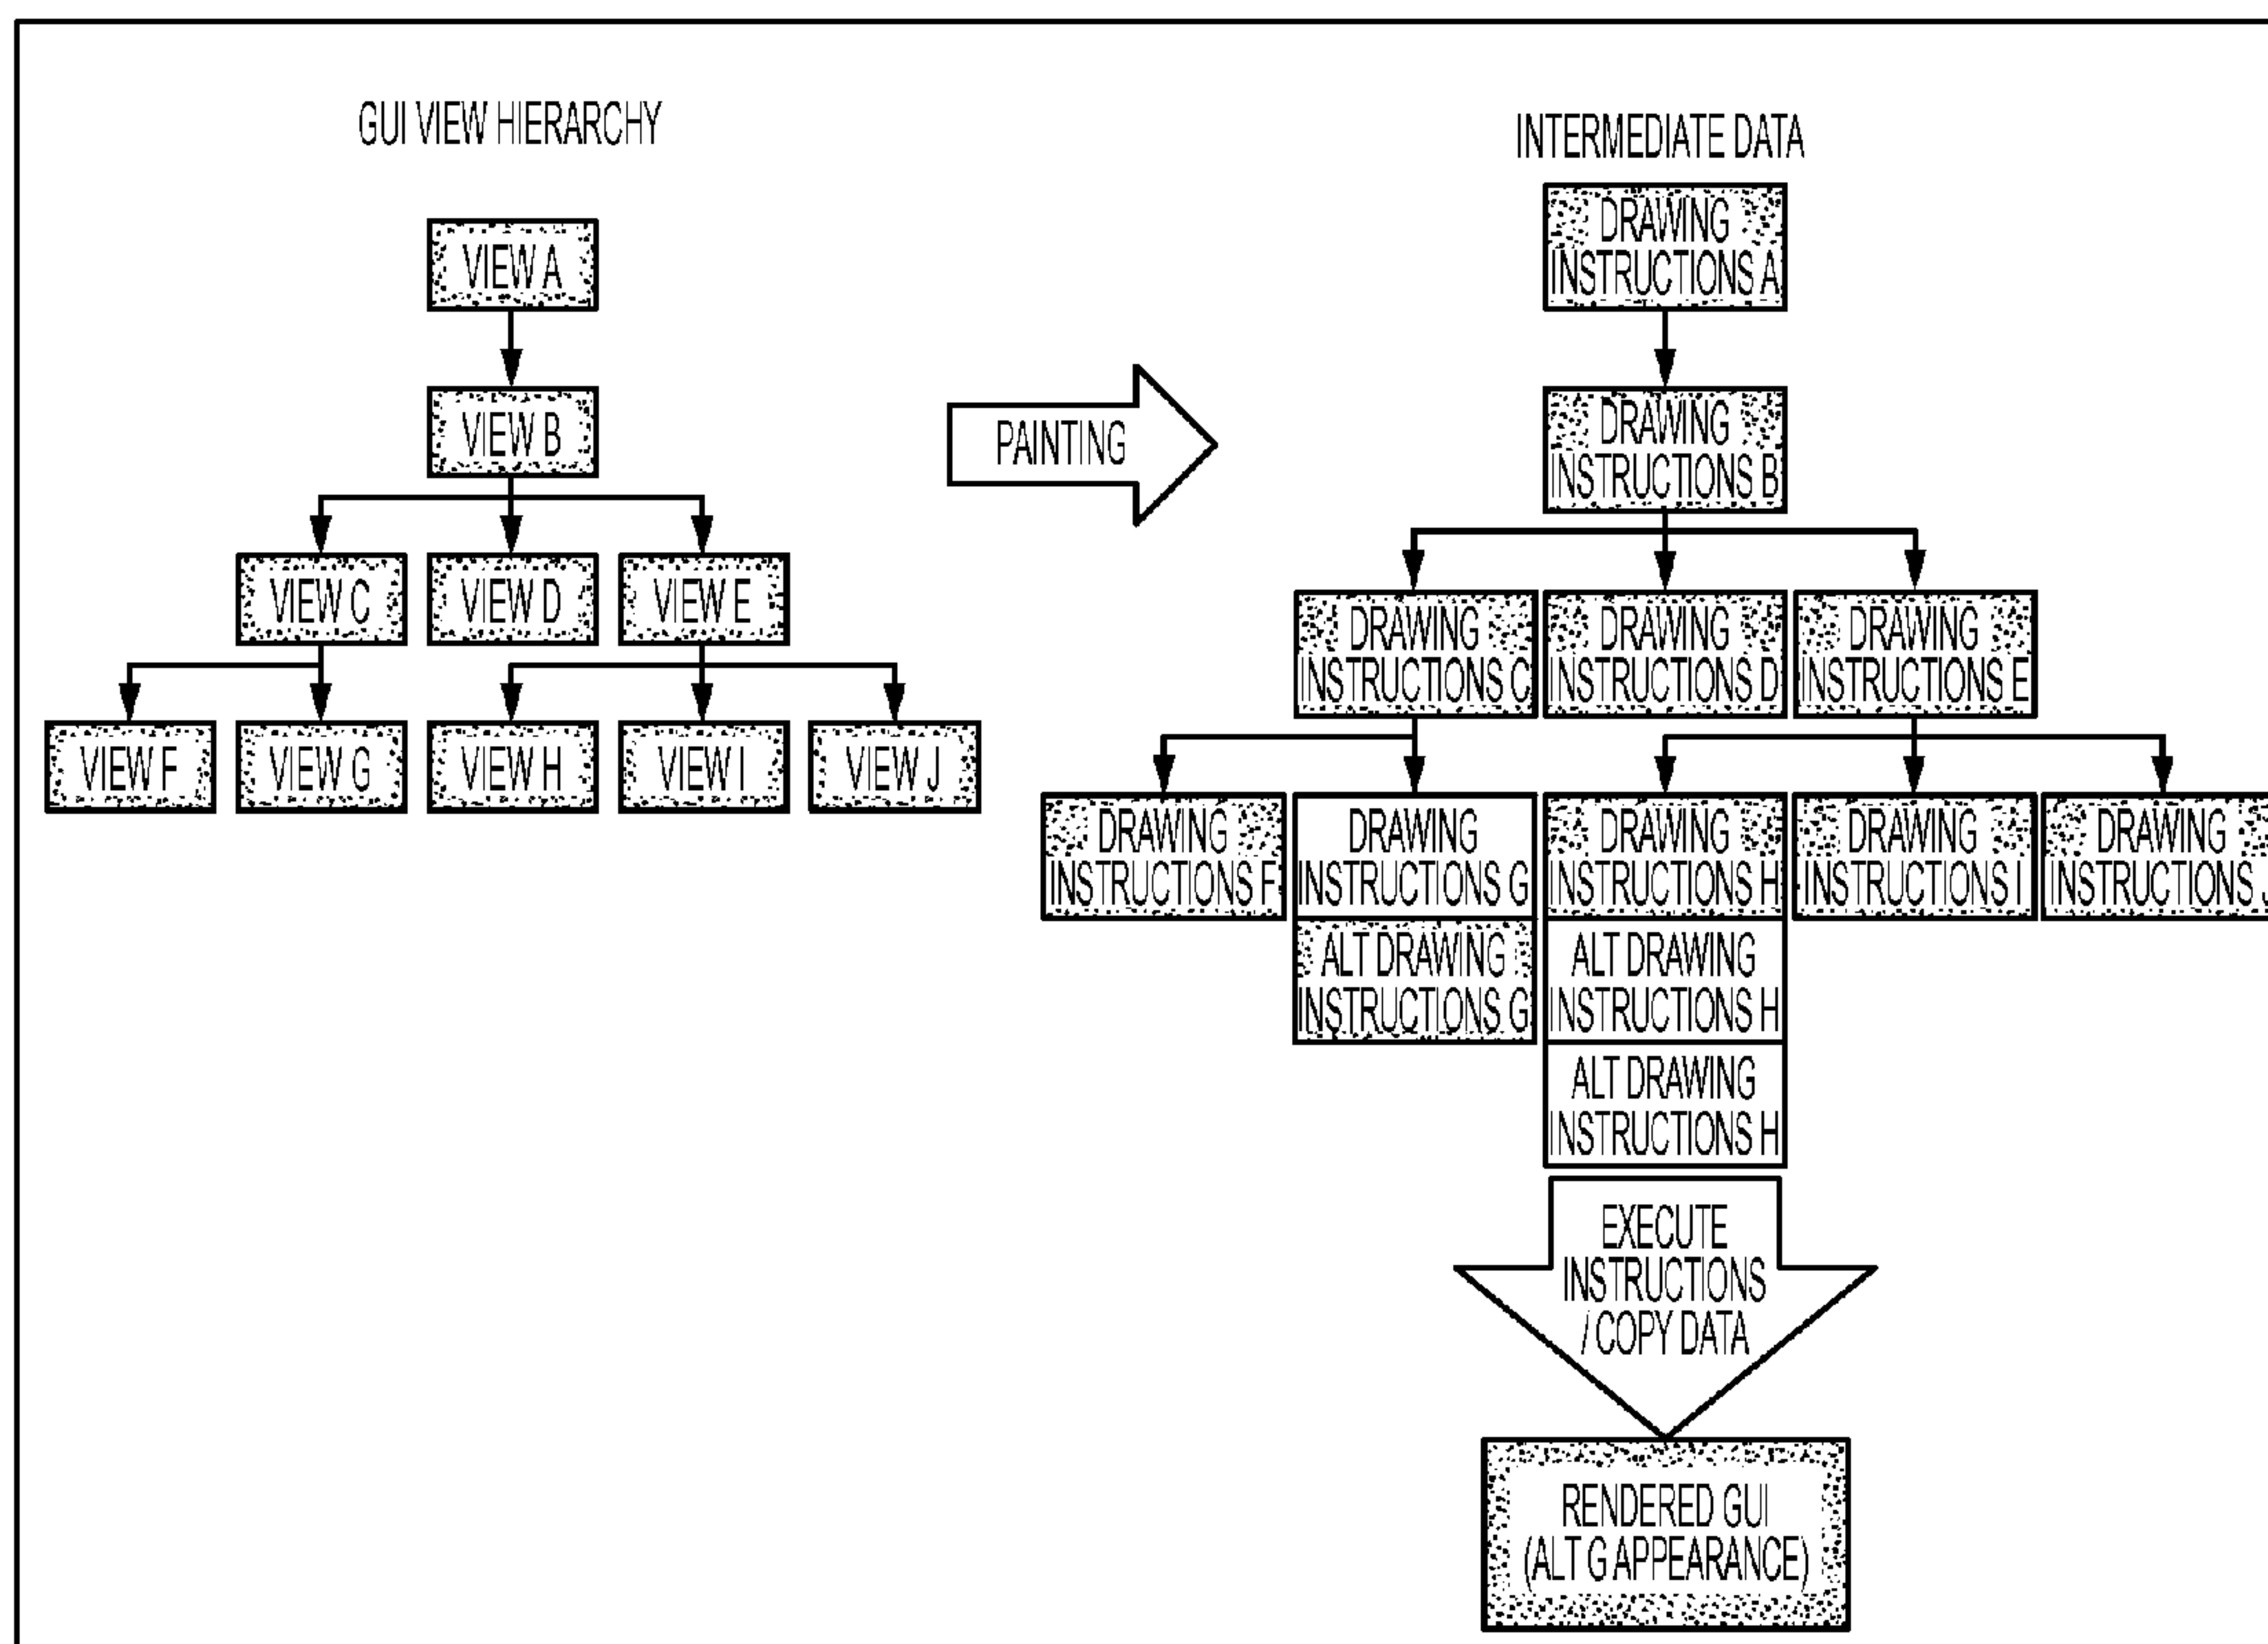 GUI VIEW HIERARCHY
VIEW A
VIEW B
VIEW C
VIEW D
VIEW E
VIEW F
VIEW G
VIEW H
VIEW I
VIEW J
PAINTING
INTERMEDIATE DATA
DRAWING
INSTRUCTIONS A
DRAWING
INSTRUCTIONS B
DRAWING
INSTRUCTIONS C
DRAWING
INSTRUCTIONS D
DRAWING
INSTRUCTIONS E
DRAWING
INSTRUCTIONS F
DRAWING
INSTRUCTIONS G
ALT DRAWING
INSTRUCTIONS G
DRAWING
INSTRUCTIONS H
ALT DRAWING
INSTRUCTIONS H
ALT DRAWING
INSTRUCTIONS H
DRAWING
INSTRUCTIONS I
DRAWING
INSTRUCTIONS J
EXECUTE
INSTRUCTIONS
/ COPY DATA
RENDERED GUI
(ALT G APPEARANCE)